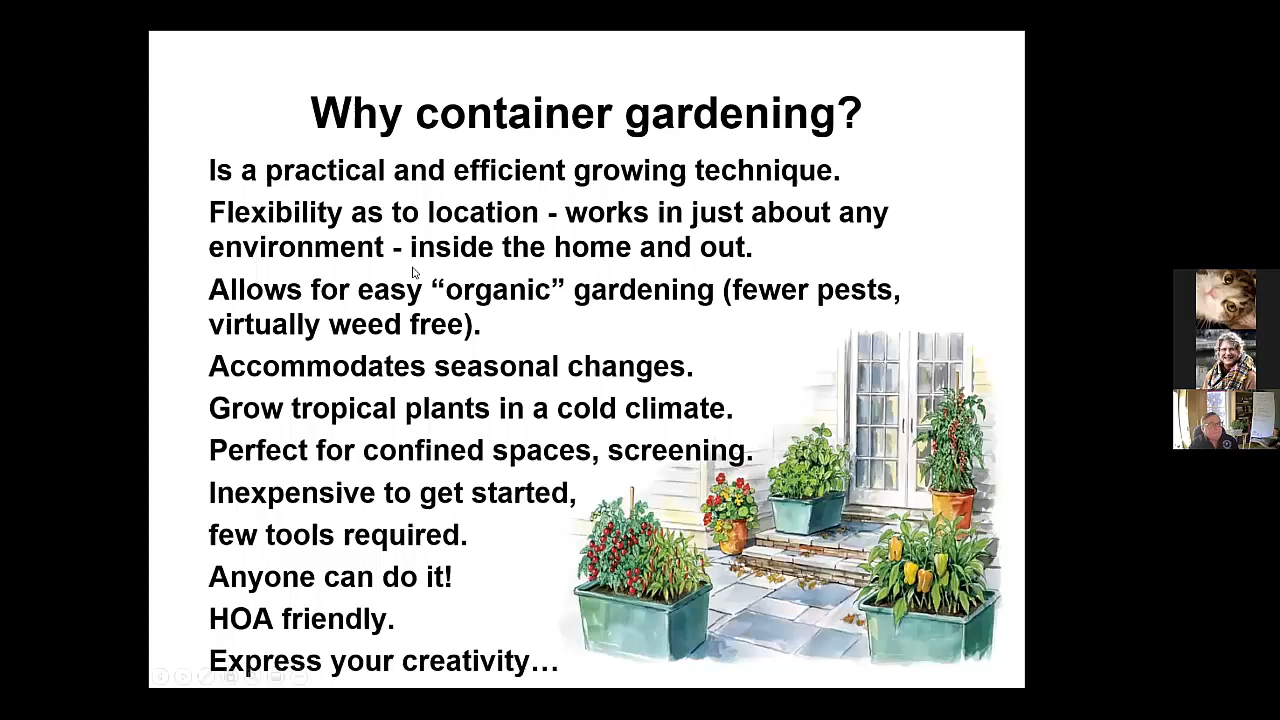 Why container gardening?
Is a practical and efficient growing technique.
Flexibility as to location - works in just about any
environment - inside the home and out.
Allows for easy “organic” gardening (fewer pests,
virtually weed free).
Accommodates seasonal changes.
Grow tropical plants in a cold climate.
Perfect for confined spaces, screening.
Inexpensive to get started,
few tools required.
Anyone can do it!
HOA friendly.
Express your creativity…